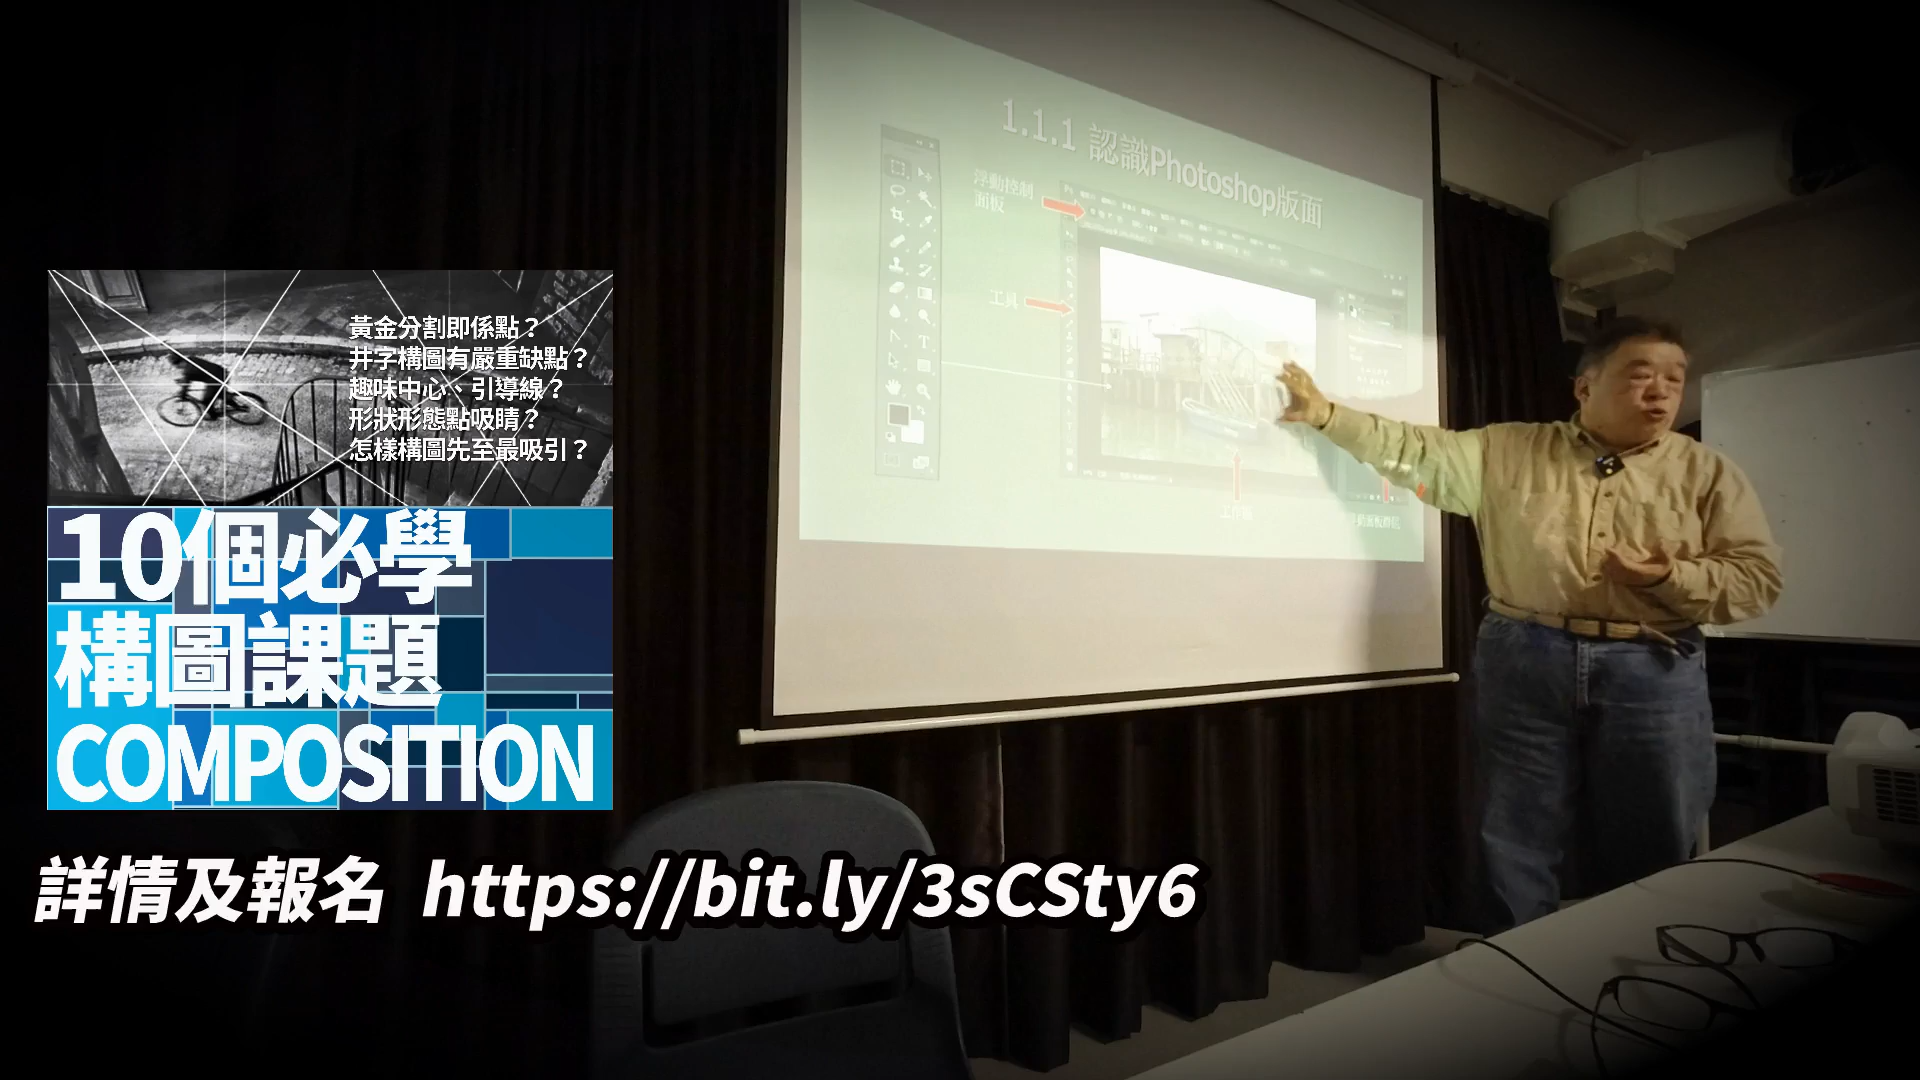 黃金分割即係點？
井字構圖有嚴重缺點？
趣味中心、引導線？
形狀形態點吸睛？
怎樣構圖先至最吸引？
10個必學
構圖課題
COMPOSITION
詳情及報名 https://bit.ly/3sCSty6
1.1.1 認識Photoshop版面
浮動控制
面板
工具